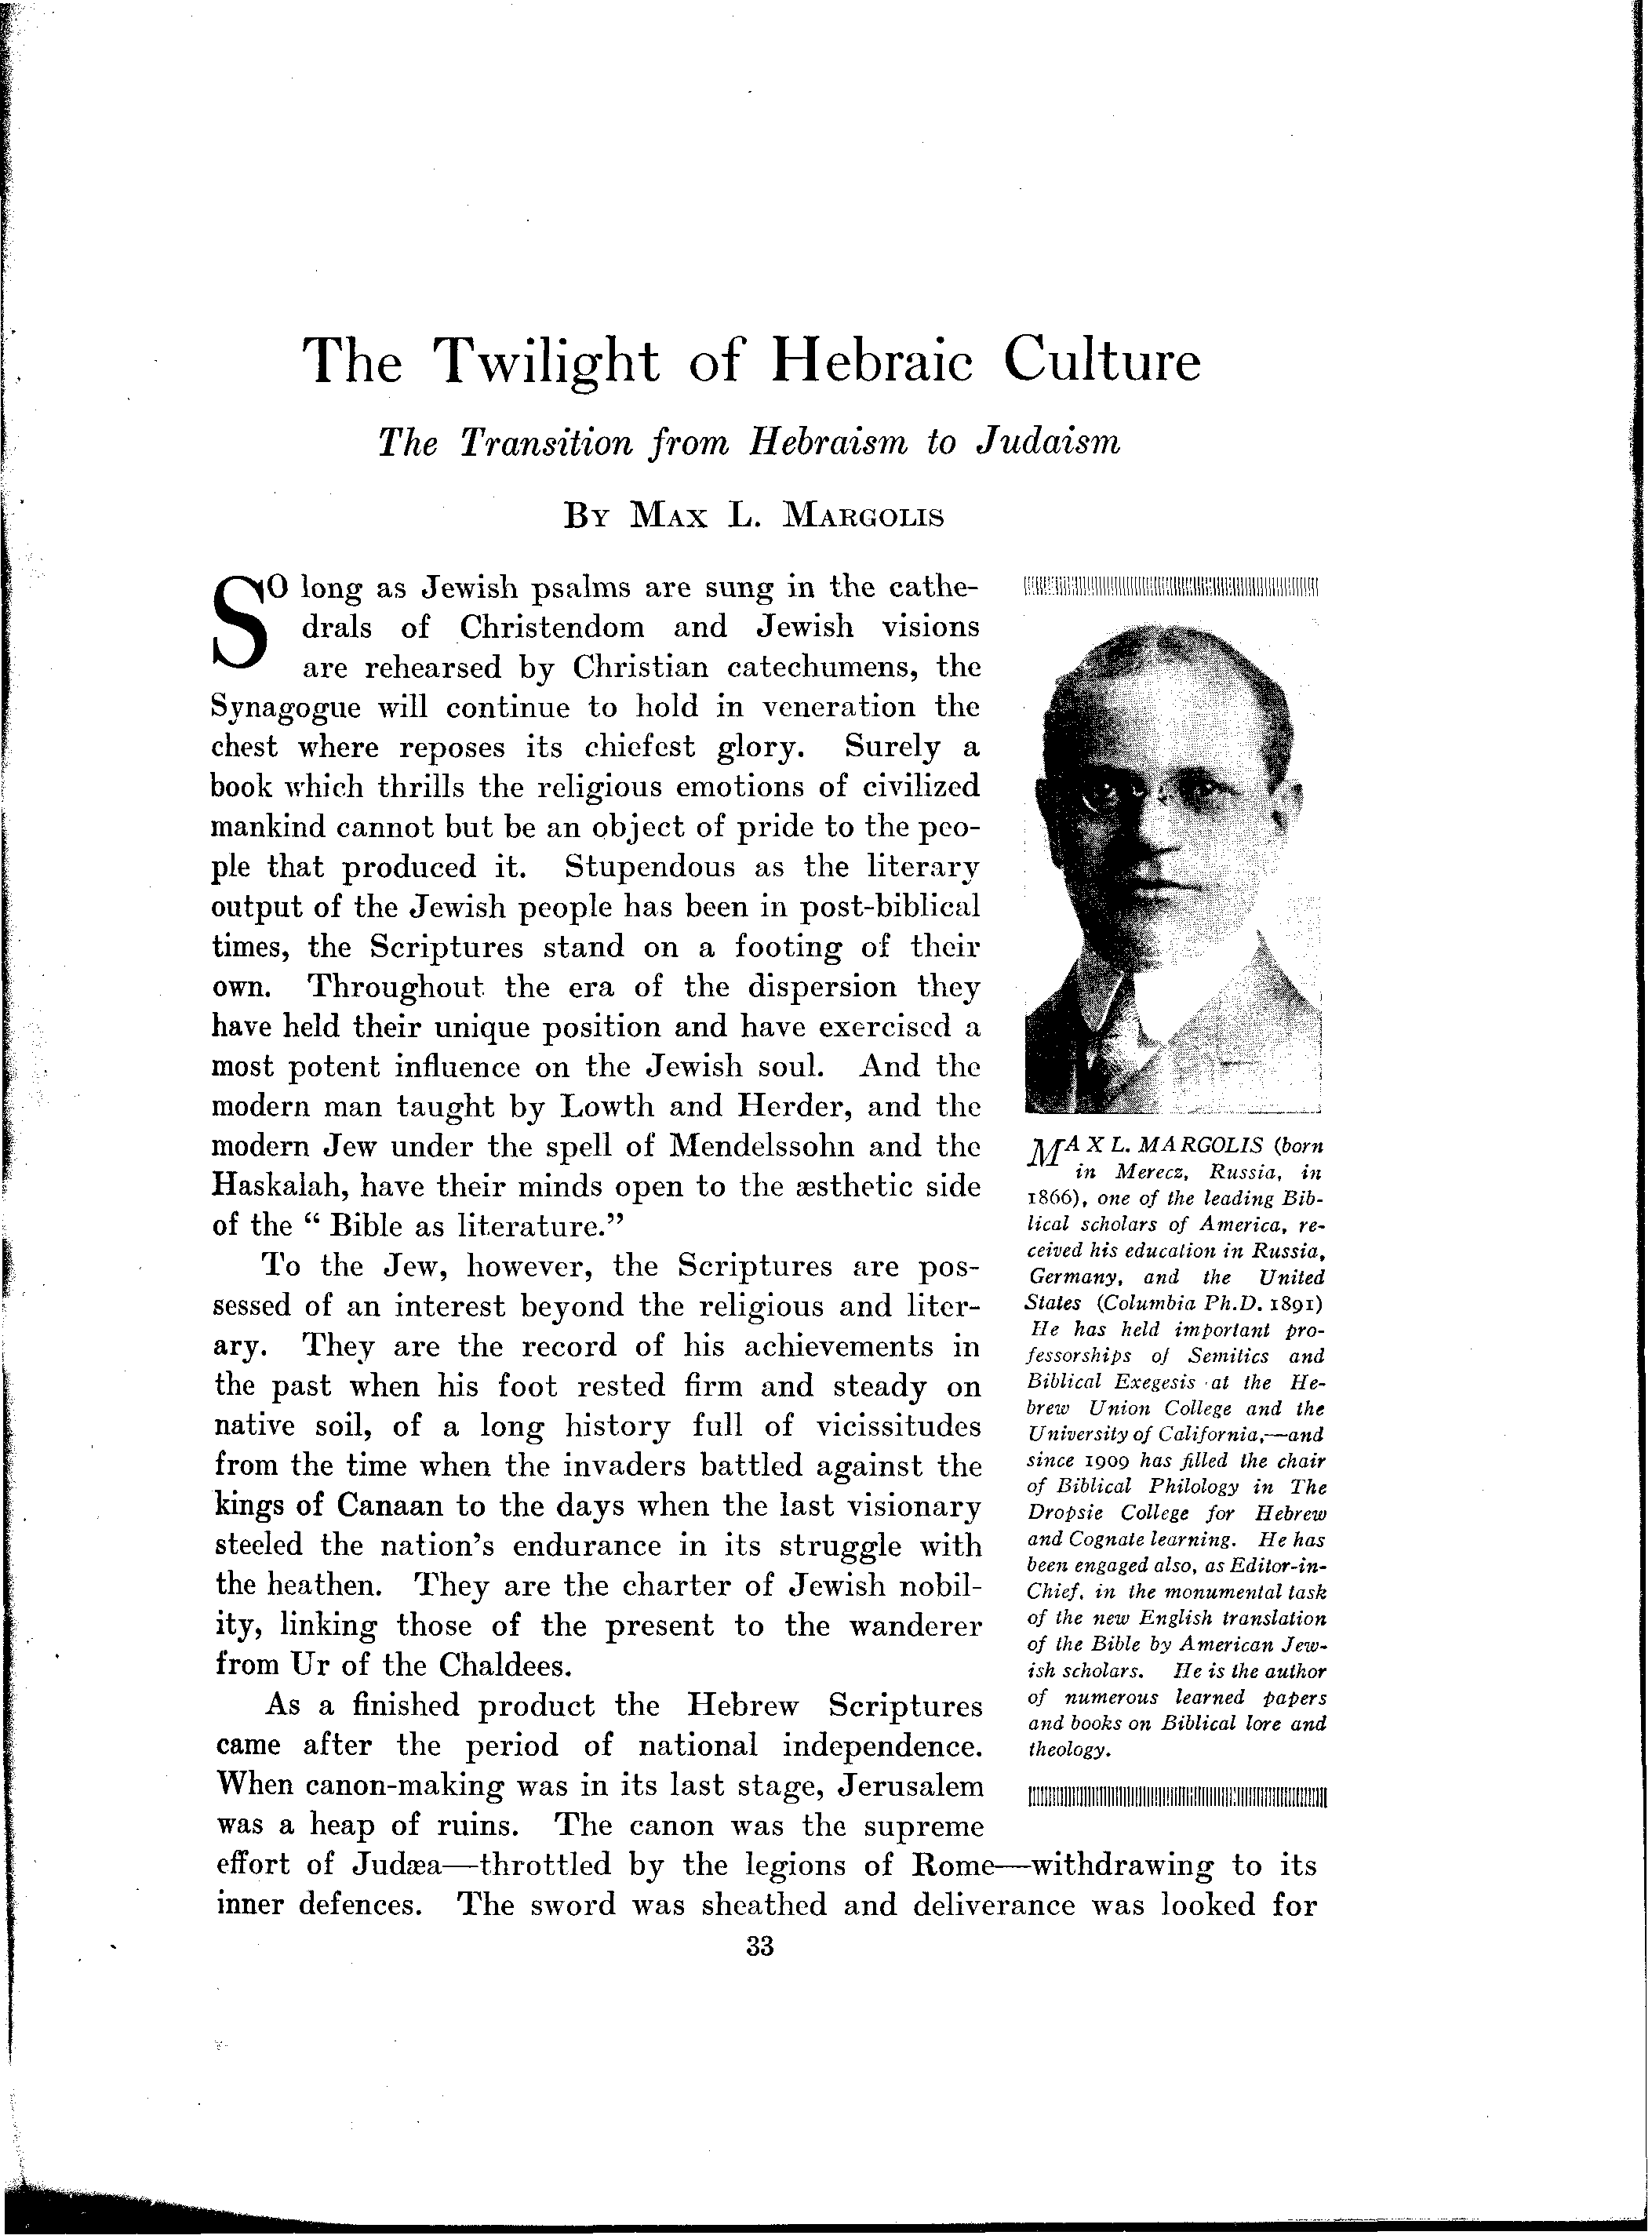 The Twilight of Hebraic Culture
The Transition from Hebraism to Judaism
BY MAX L. MARGOLIS
SO long as Jewish psalms are sung in the cathe-
drals of Christendom and Jewish visions
are rehearsed by Christian catechumens, the
Synagogue will continue to hold in veneration the
chest where reposes its chiefest glory. Surely a
book which thrills the religious emotions of civilized
mankind cannot but be an object of pride to the peo-
ple that produced it. Stupendous as the literary
output of the Jewish people has been in post-biblical
times, the Scriptures stand on a footing of their
own. Throughout the era of the dispersion they
have held their unique position and have exercised a
most potent influence on the Jewish soul. And the
modern man taught by Lowth and Herder, and the
modern Jew under the spell of Mendelssohn and the
Haskalah, have their minds open to the æsthetic side
of the “ Bible as literature.”
To the Jew, however, the Scriptures are pos-
sessed of an interest beyond the religious and liter-
ary. They are the record of his achievements in
the past when his foot rested firm and steady on
native soil, of a long history full of vicissitudes
from the time when the invaders battled against the
kings of Canaan to the days when the last visionary
steeled the nation's endurance in its struggle with
the heathen. They are the charter of Jewish nobil-
ity, linking those of the present to the wanderer
from Ur of the Chaldees.
As a finished product the Hebrew Scriptures
came after the period of national independence.
When canon-making was in its last stage, Jerusalem
was a heap of ruins. The canon was the supreme
effort of Judæa—throttled by the legions of Rome—withdrawing to its
inner defences. The sword was sheathed and deliverance was looked for
MAX L. MARGOLIS (born
in Merecz, Russia, in
1866), one of the leading Bib-
lical scholars of America, re-
ceived his education in Russia,
Germany, and the United
States (Columbia Ph.D. 1891)
He has held important pro-
fessorships of Semitics and
Biblical Exegesis at the He-
brew Union College and the
University of California,—and
since 1909 has filled the chair
of Biblical Philology in The
Dropsie College for Hebrew
and Cognate learning. He has
been engaged also, as Editor-in-
Chief, in the monumental task
of the new English translation
of the Bible by American Jew-
ish scholars. He is the author
of numerous learned papers
and books on Biblical lore and
theology.
33